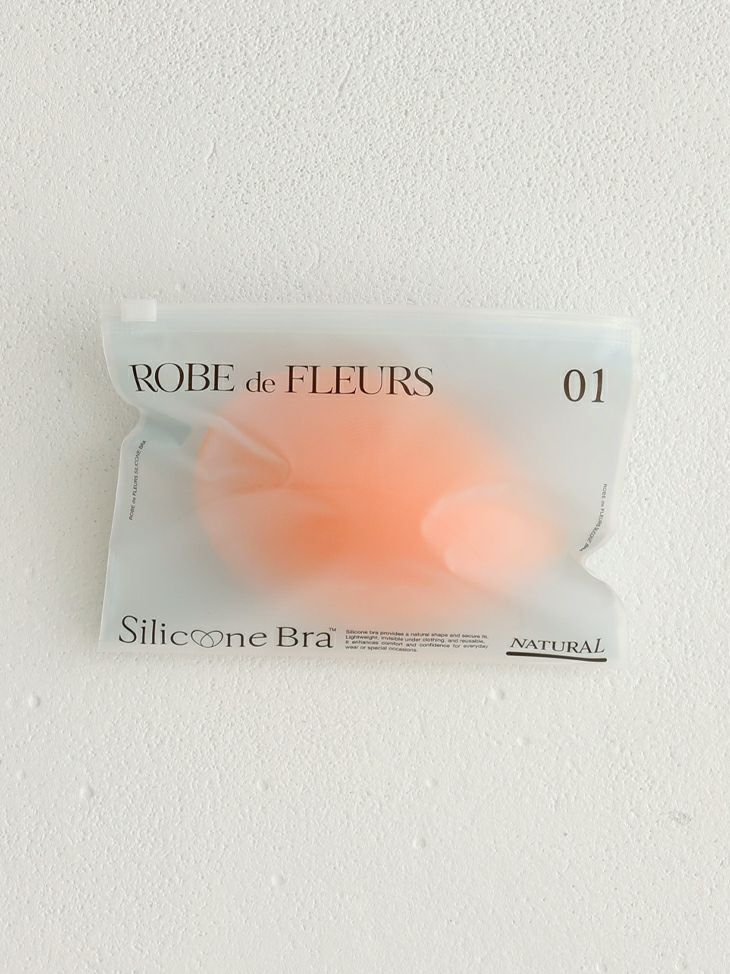 ROBE de FLEURS
01
ROBE de FLEURS SILICONE BRA
ROBE de FLEURS SILICONE BRA
Silicone Bra™
Silicone bra provides a natural shape and secure fit.
Lightweight, invisible under clothing, and reusable,
it enhances comfort and confidence for everyday
wear or special occasions.
NATURAL